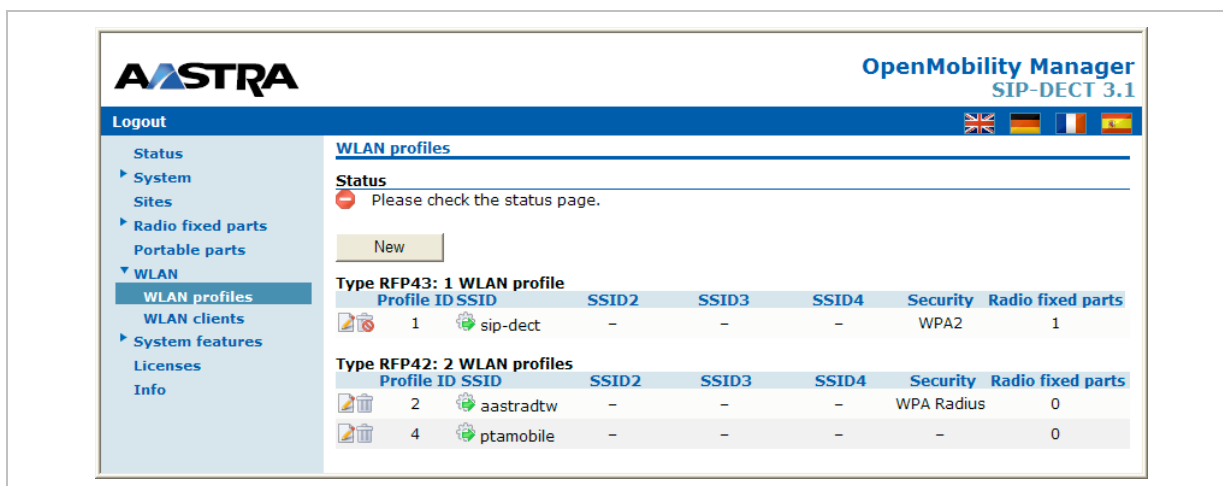 AASTRA
OpenMobility Manager
SIP-DECT 3.1
Logout
Status
System
Sites
Radio fixed parts
Portable parts
WLAN
WLAN profiles
WLAN clients
System features
Licenses
Info
WLAN profiles
Status
Please check the status page.
New
Type RFP43: 1 WLAN profile
Profile ID SSID SSID2 SSID3 SSID4 Security Radio fixed parts
1 sip-dect – – – WPA2 1
Type RFP42: 2 WLAN profiles
Profile ID SSID SSID2 SSID3 SSID4 Security Radio fixed parts
2 aastradtw – – – WPA Radius 0
4 ptamobile – – – – 0